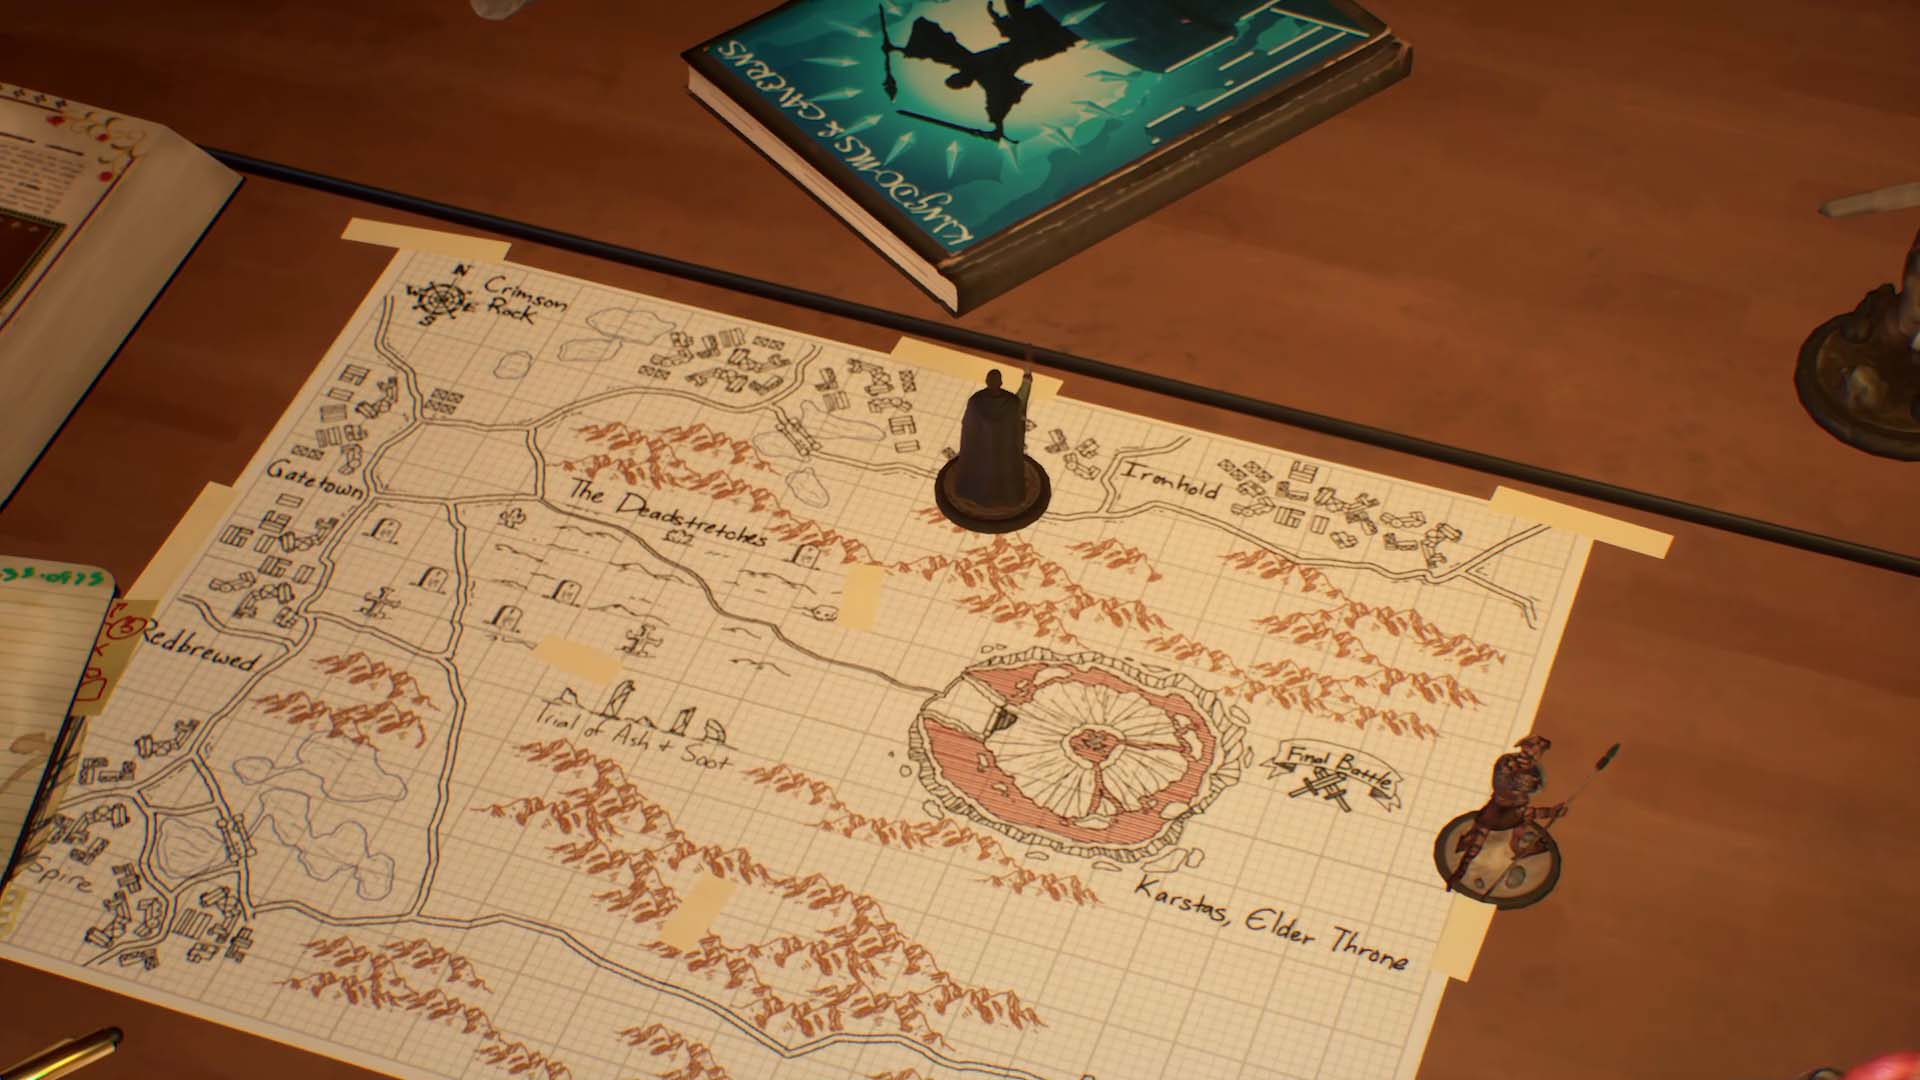 KINGDOMS & CAVERNS
N
W
E
S
Crimson
Rock
Gatetown
The Deadstretches
Ironhold
Redbrewed
Trial of Ash + Soot
Final Battle
Karstas, Elder Throne
Spire